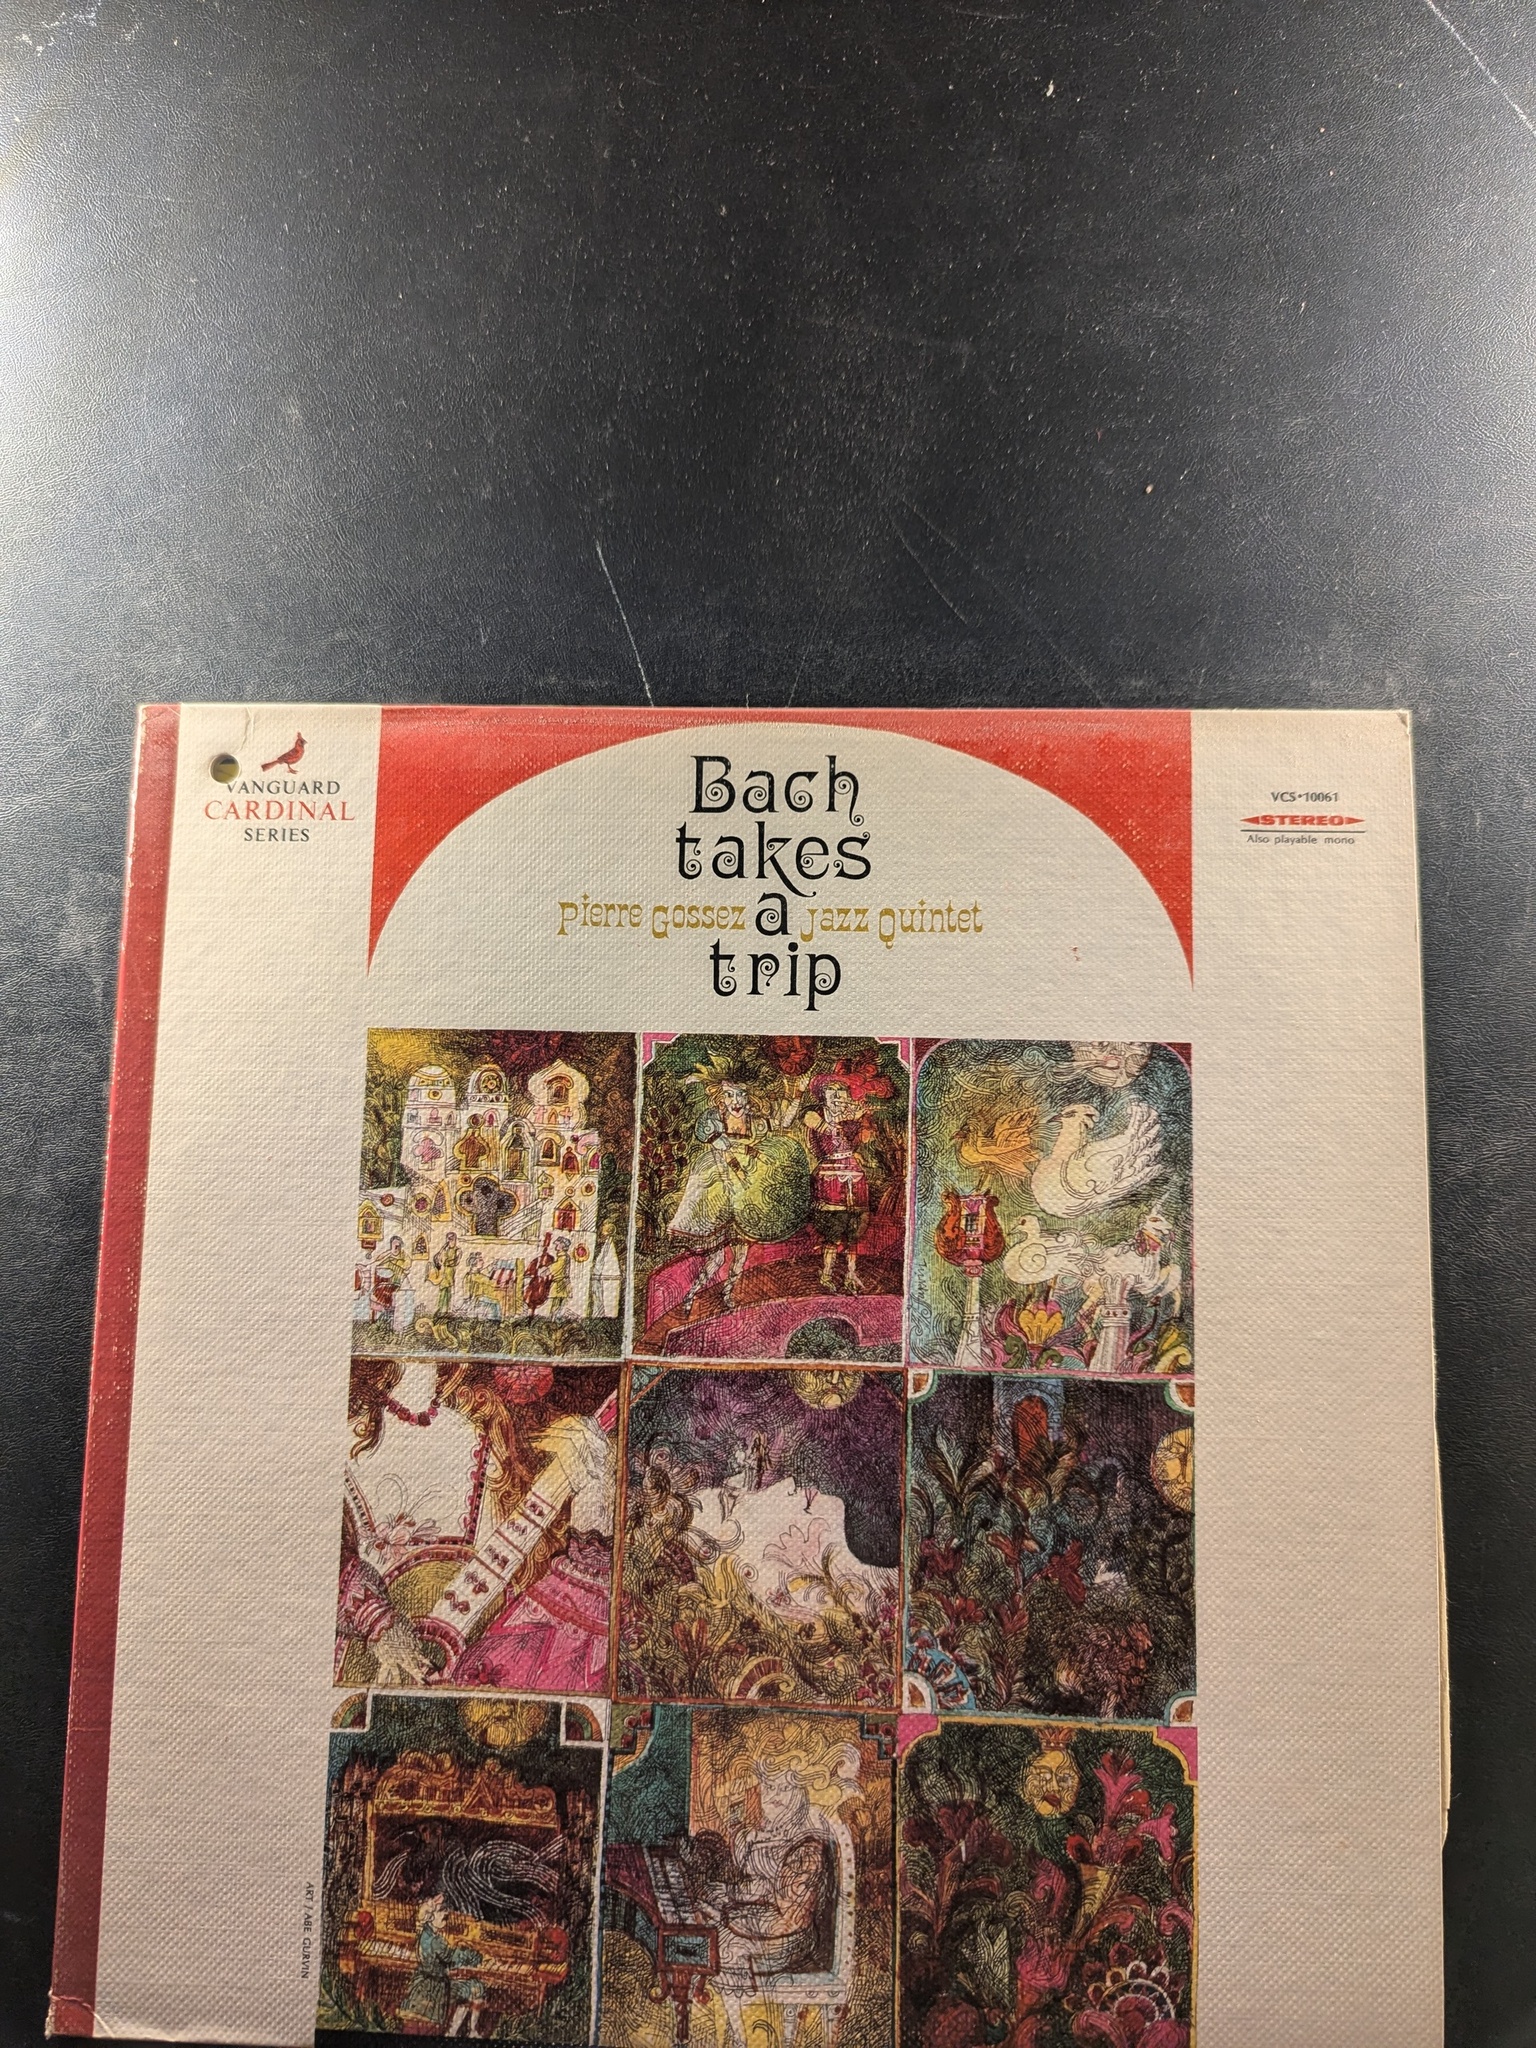 VANGUARD
CARDINAL
SERIES
Bach
takes
a
trip
Pierre Gossez Jazz Quintet
VCS•10061
STEREO
Also playable mono
ART / ABE GURVIN